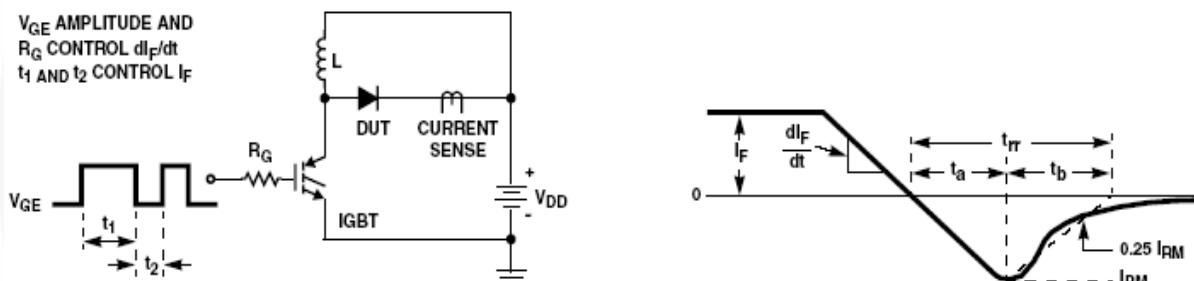 VGE AMPLITUDE AND
RG CONTROL dIF/dt
t1 AND t2 CONTROL IF
L
DUT
CURRENT
SENSE
RG
VGE
IGBT
+
VDD
-
t1
t2
IF
dIF
dt
trr
ta
tb
0
0.25 IRM
IRM